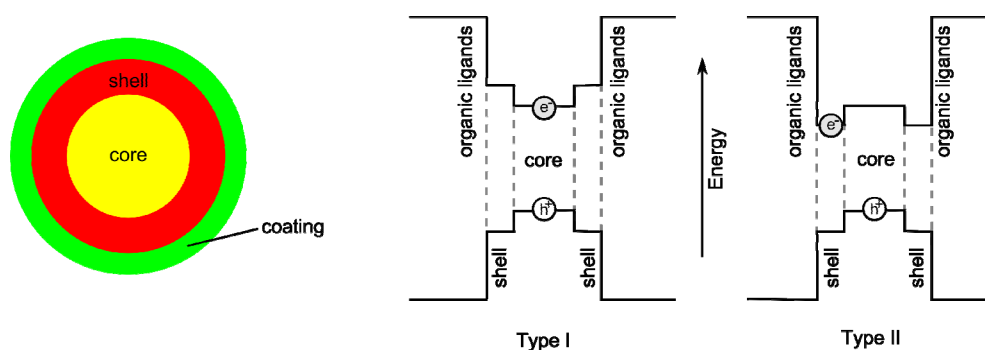 shell
core
coating
organic ligands
e-
core
h+
shell
shell
organic ligands
Type I
Energy
organic ligands
e-
core
h+
shell
shell
organic ligands
Type II